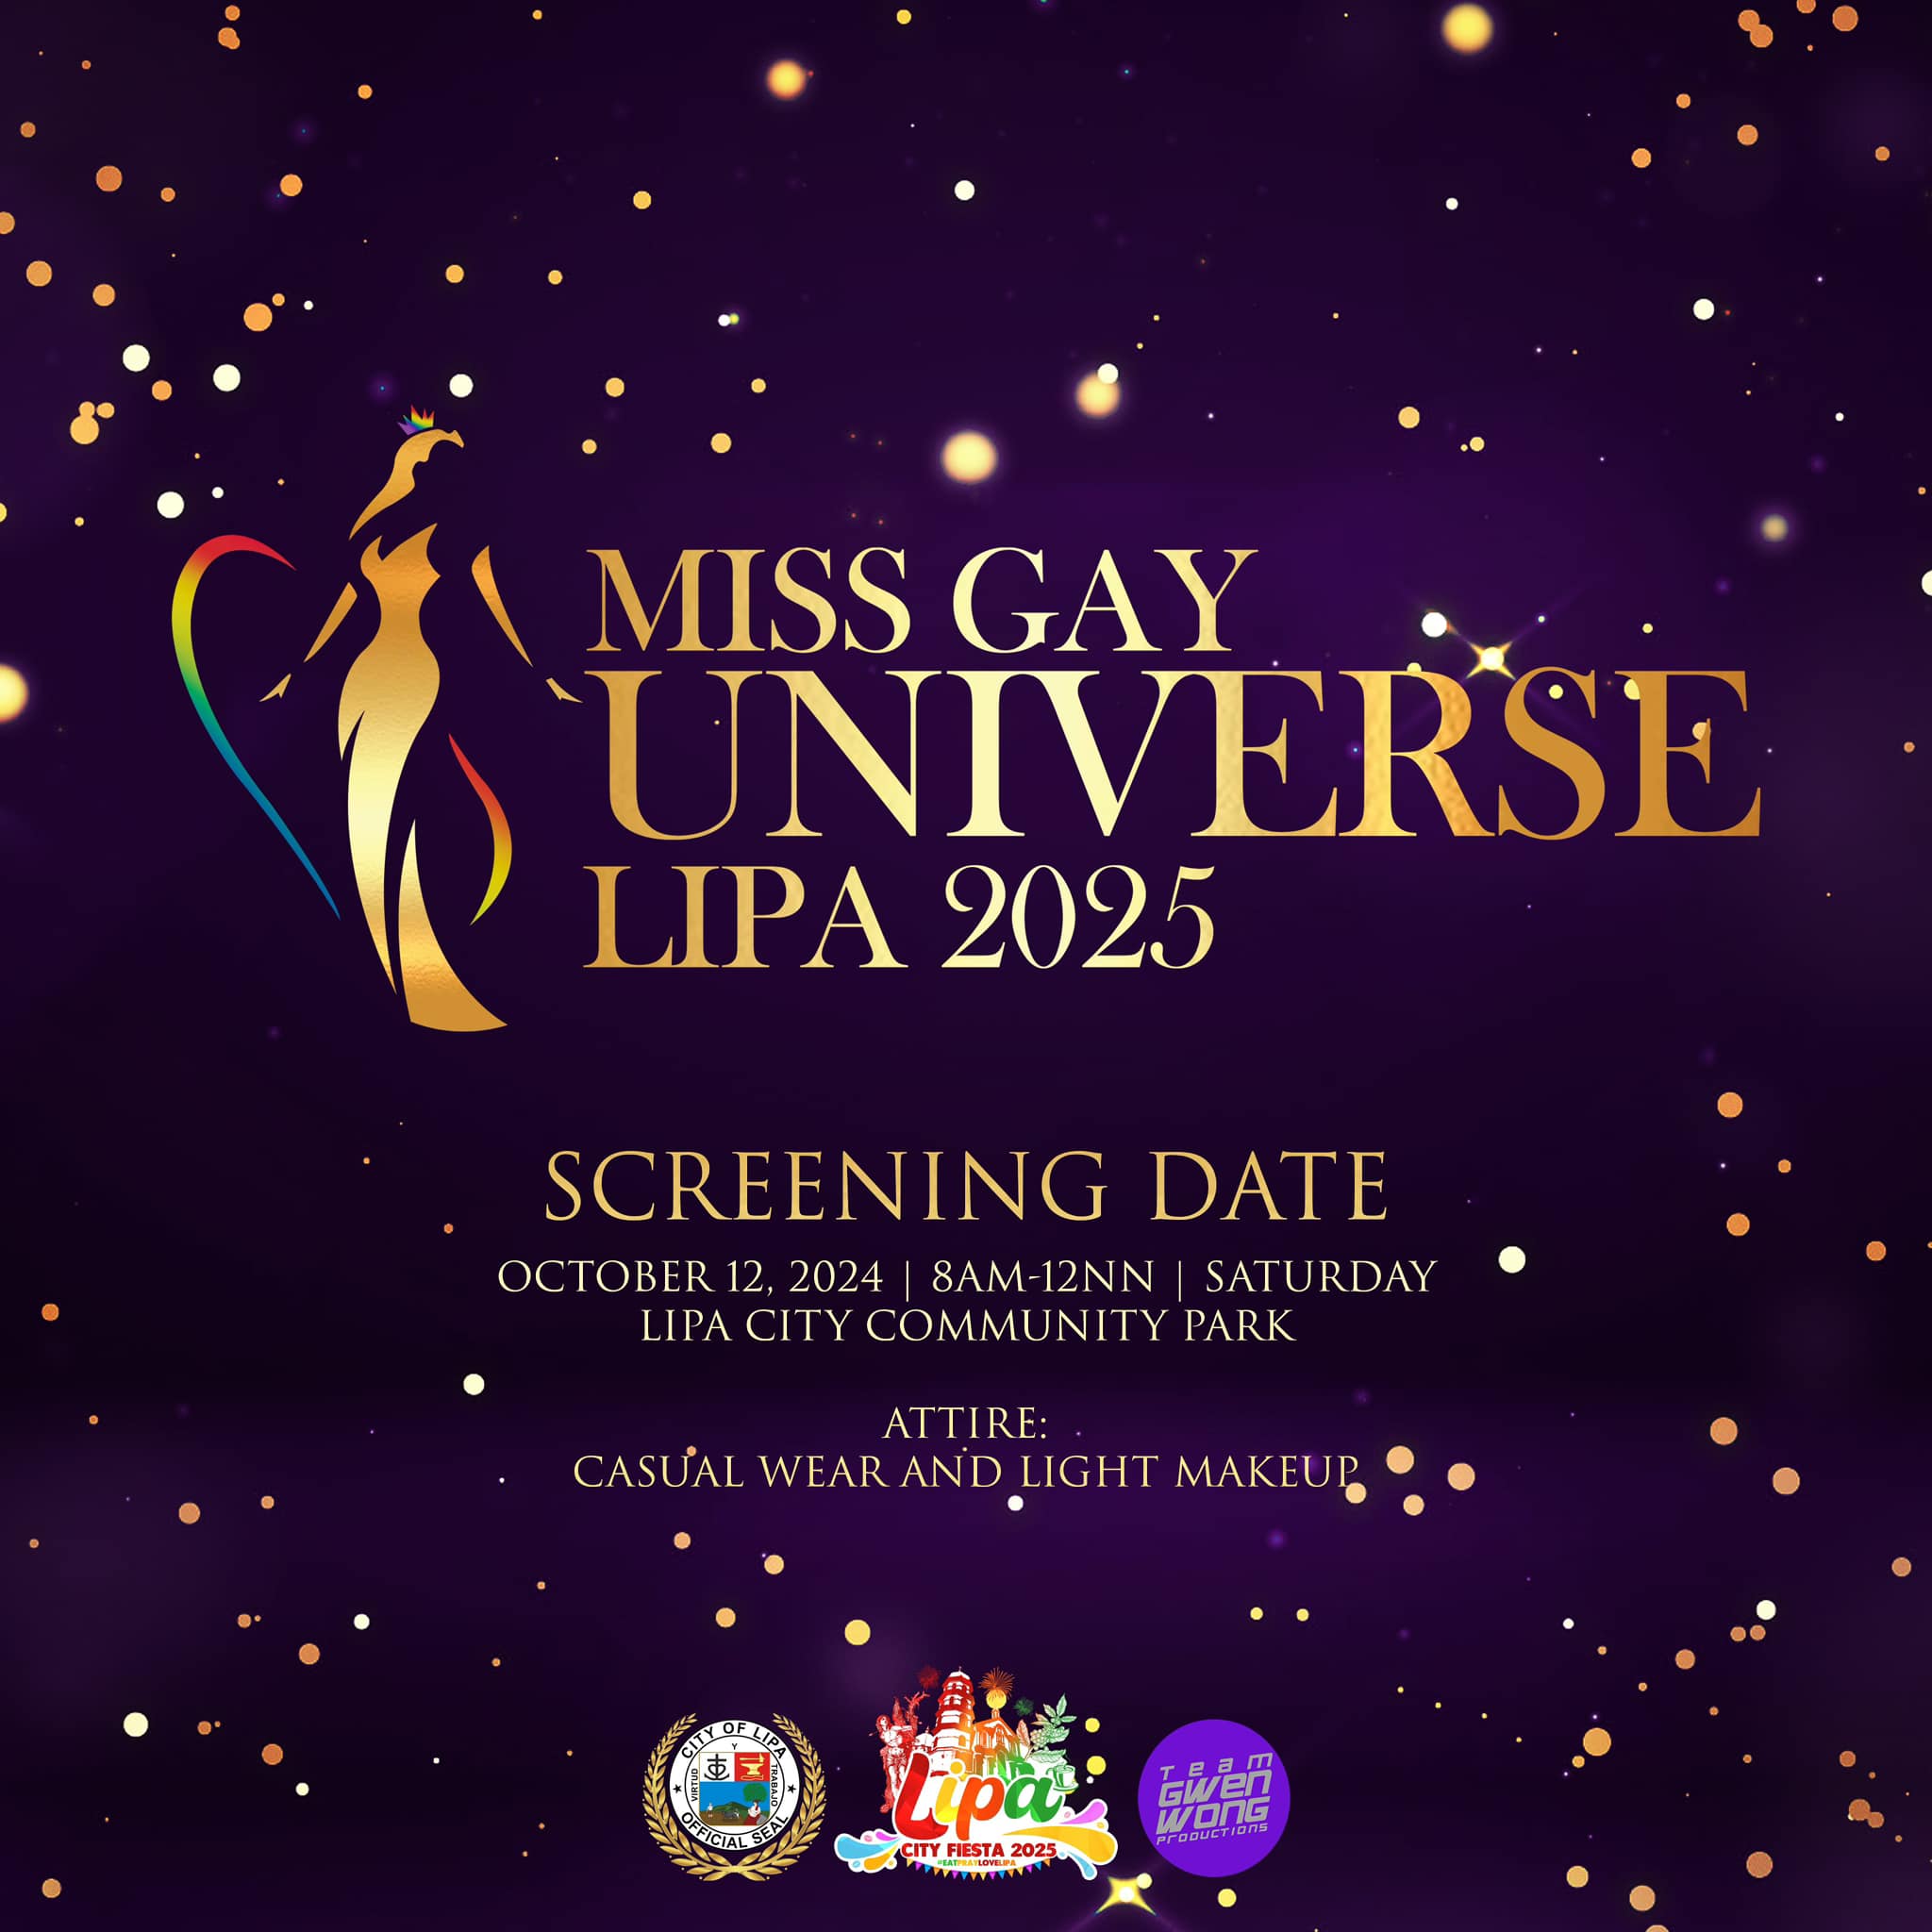 MISS GAY
UNIVERSE
LIPA 2025
SCREENING DATE
OCTOBER 12, 2024 | 8AM-12NN | SATURDAY
LIPA CITY COMMUNITY PARK
ATTIRE:
CASUAL WEAR AND LIGHT MAKEUP
CITY OF LIPA
Y
VIRTUD
TRABAJO
OFFICIAL SEAL
Lipa
CITY FIESTA 2025
#EATPRAYLOVELIPA
TEAM
GWEN
WONG
PRODUCTIONS